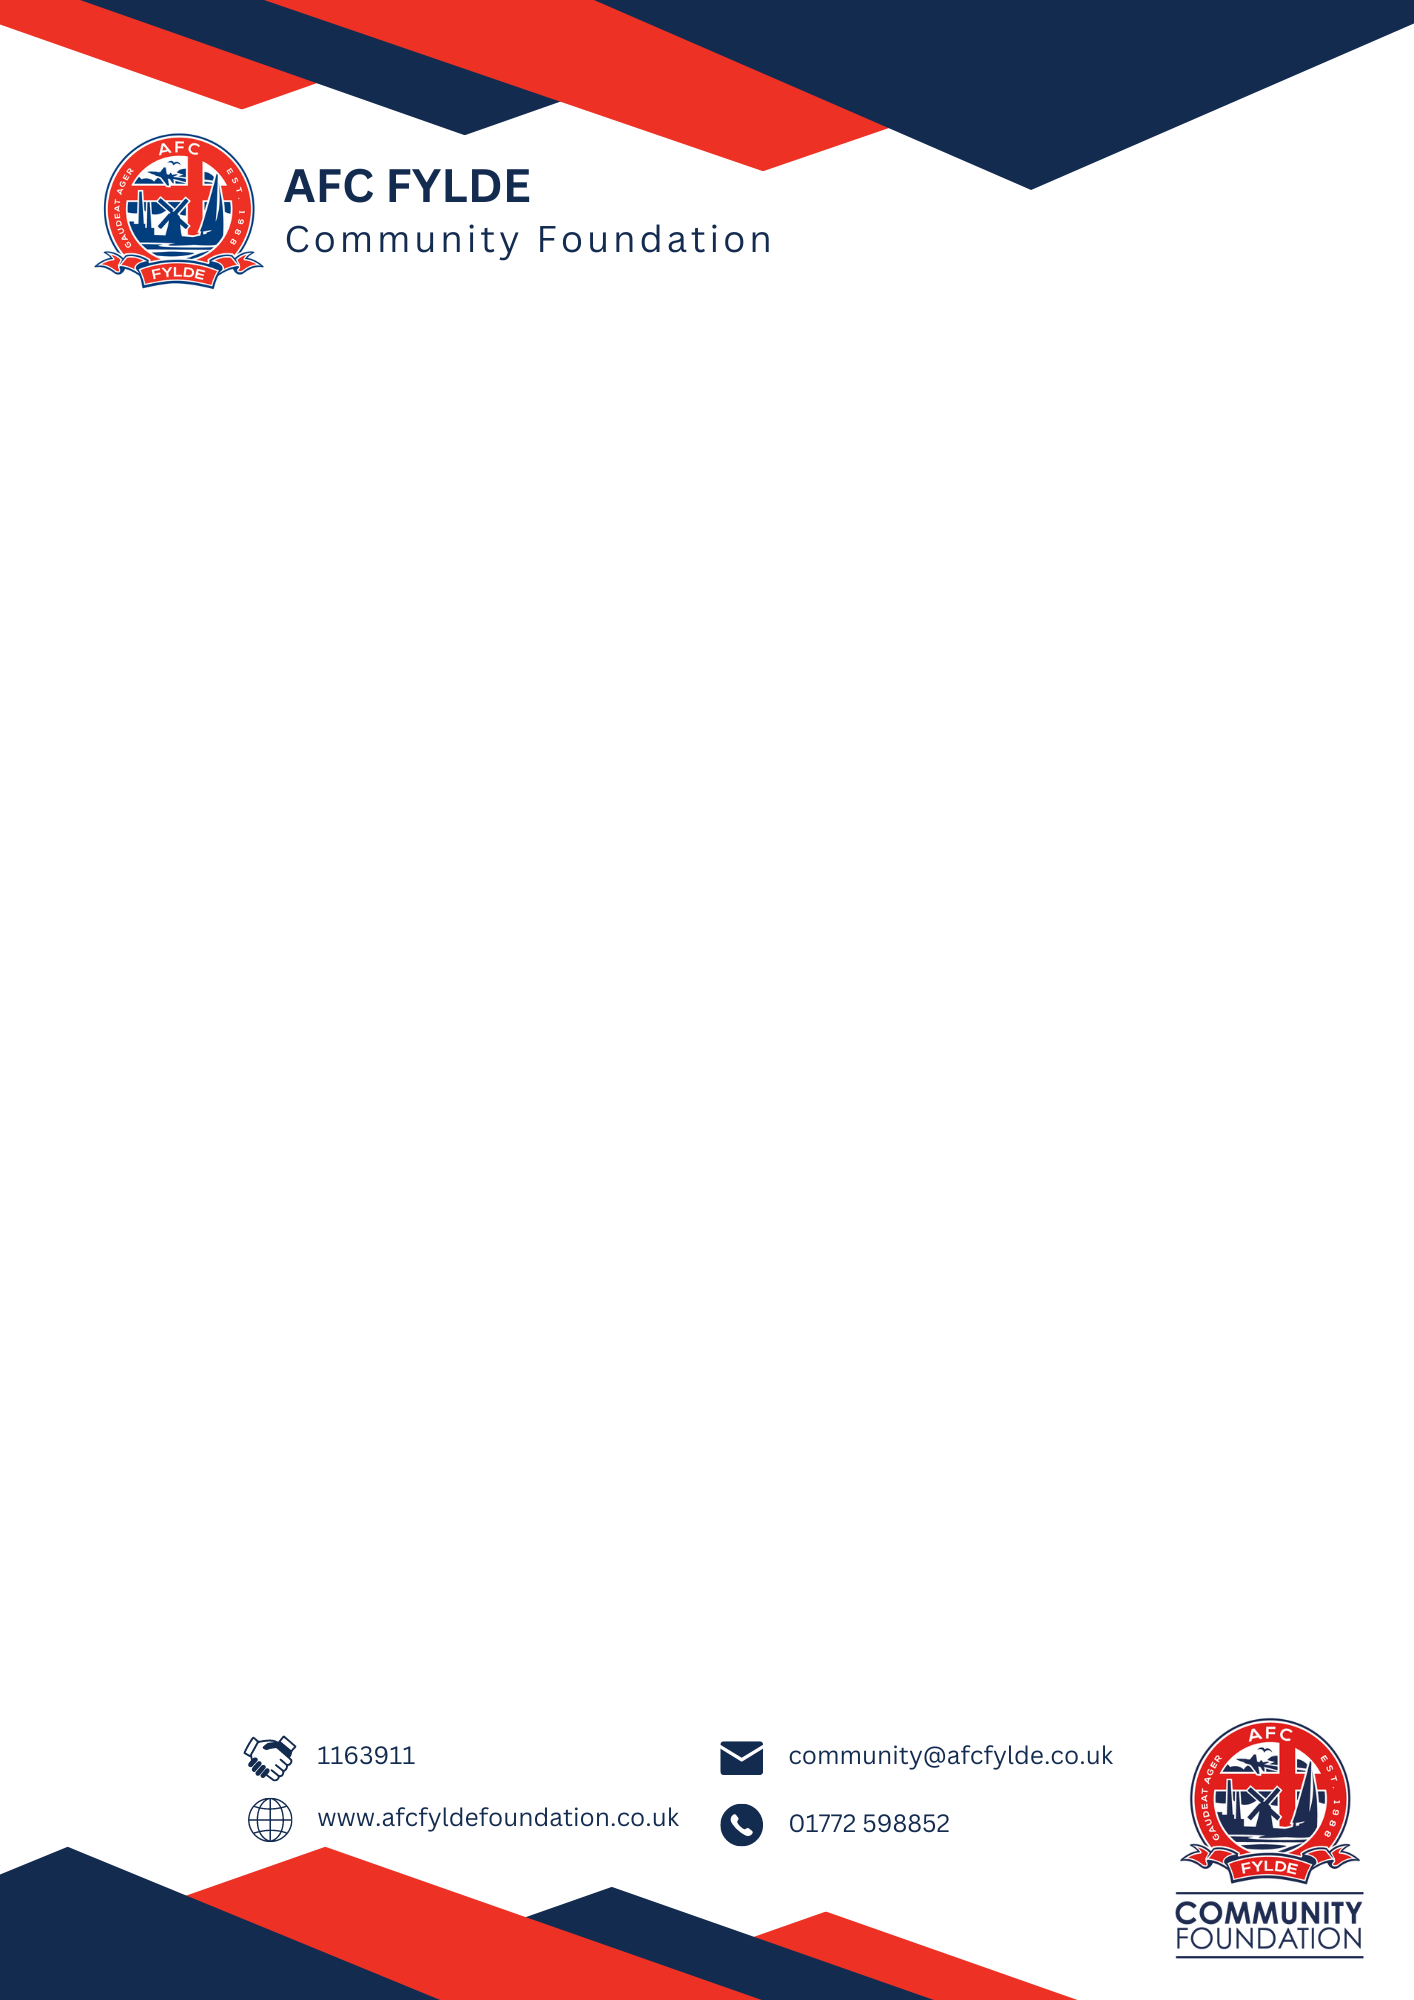 AFC
GAUDEAT AGER
EST. 1988
FYLDE
AFC FYLDE
Community Foundation
1163911
community@afcfylde.co.uk
www.afcfyldefoundation.co.uk
01772 598852
AFC
GAUDEAT AGER
EST. 1988
FYLDE
COMMUNITY
FOUNDATION